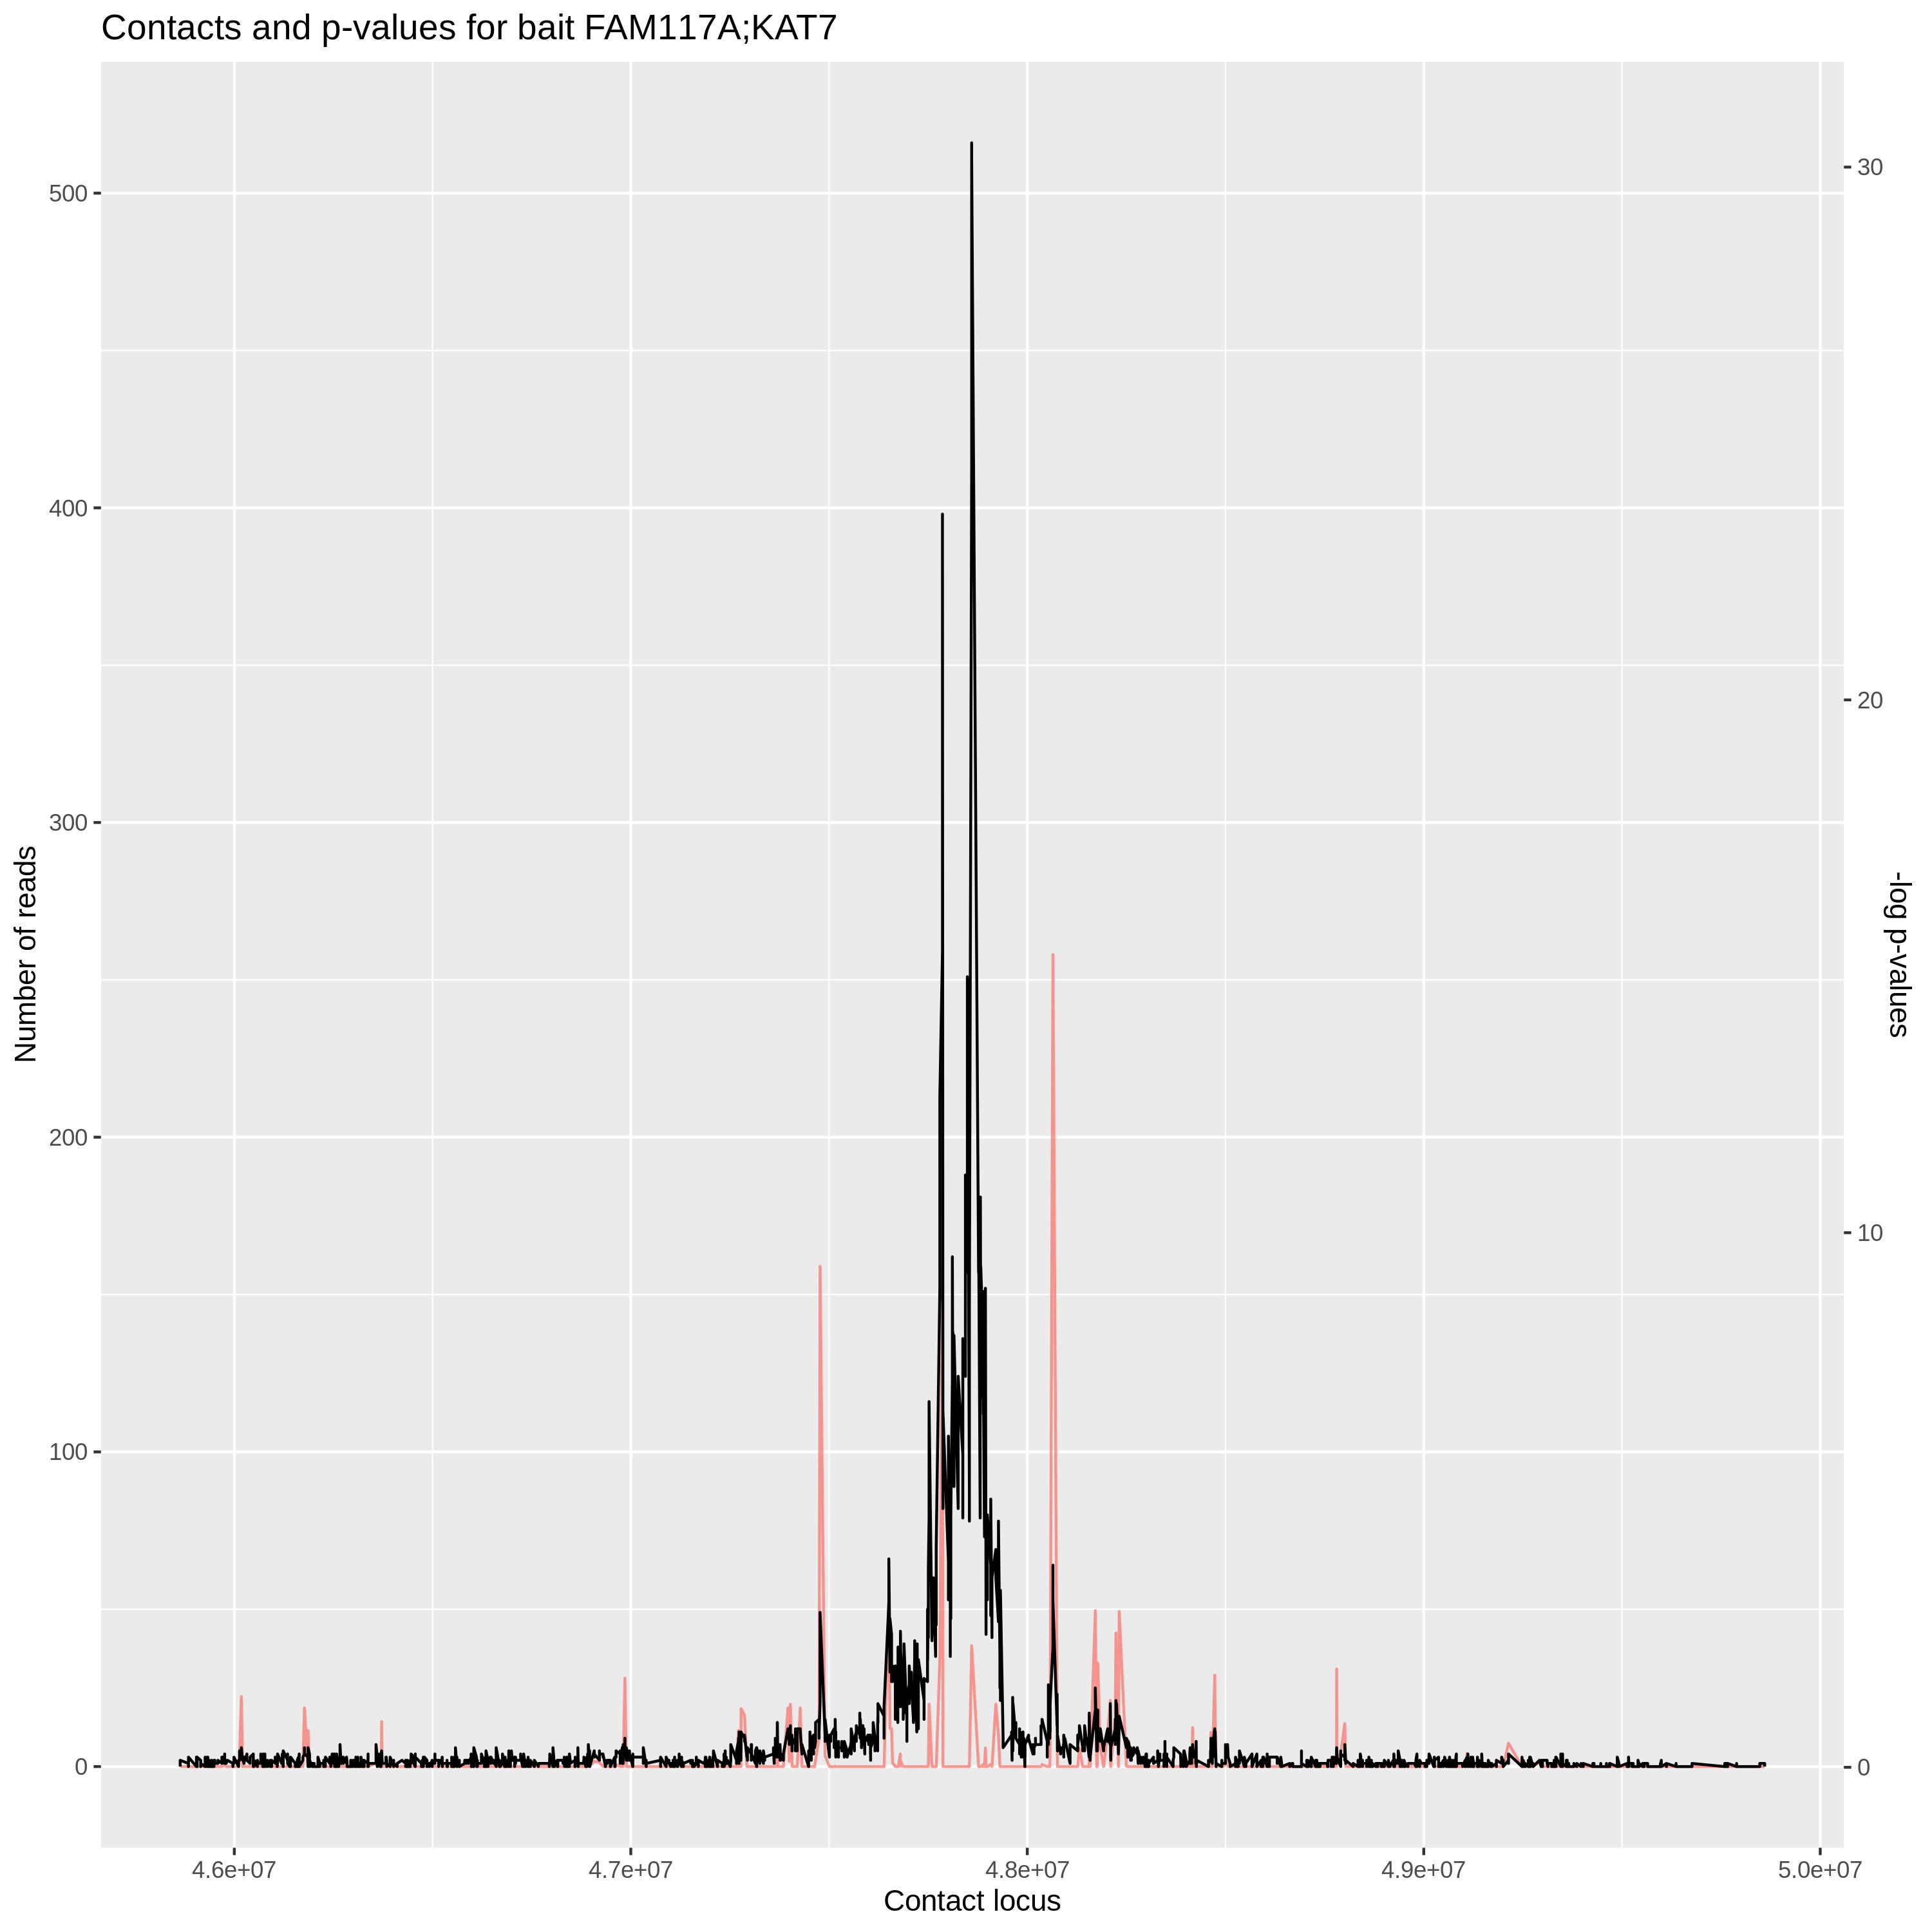 Contacts and p-values for bait FAM117A;KAT7
500
400
300
200
100
0
Number of reads
30
20
10
0
-log p-values
4.6e+07
4.7e+07
4.8e+07
4.9e+07
5.0e+07
Contact locus